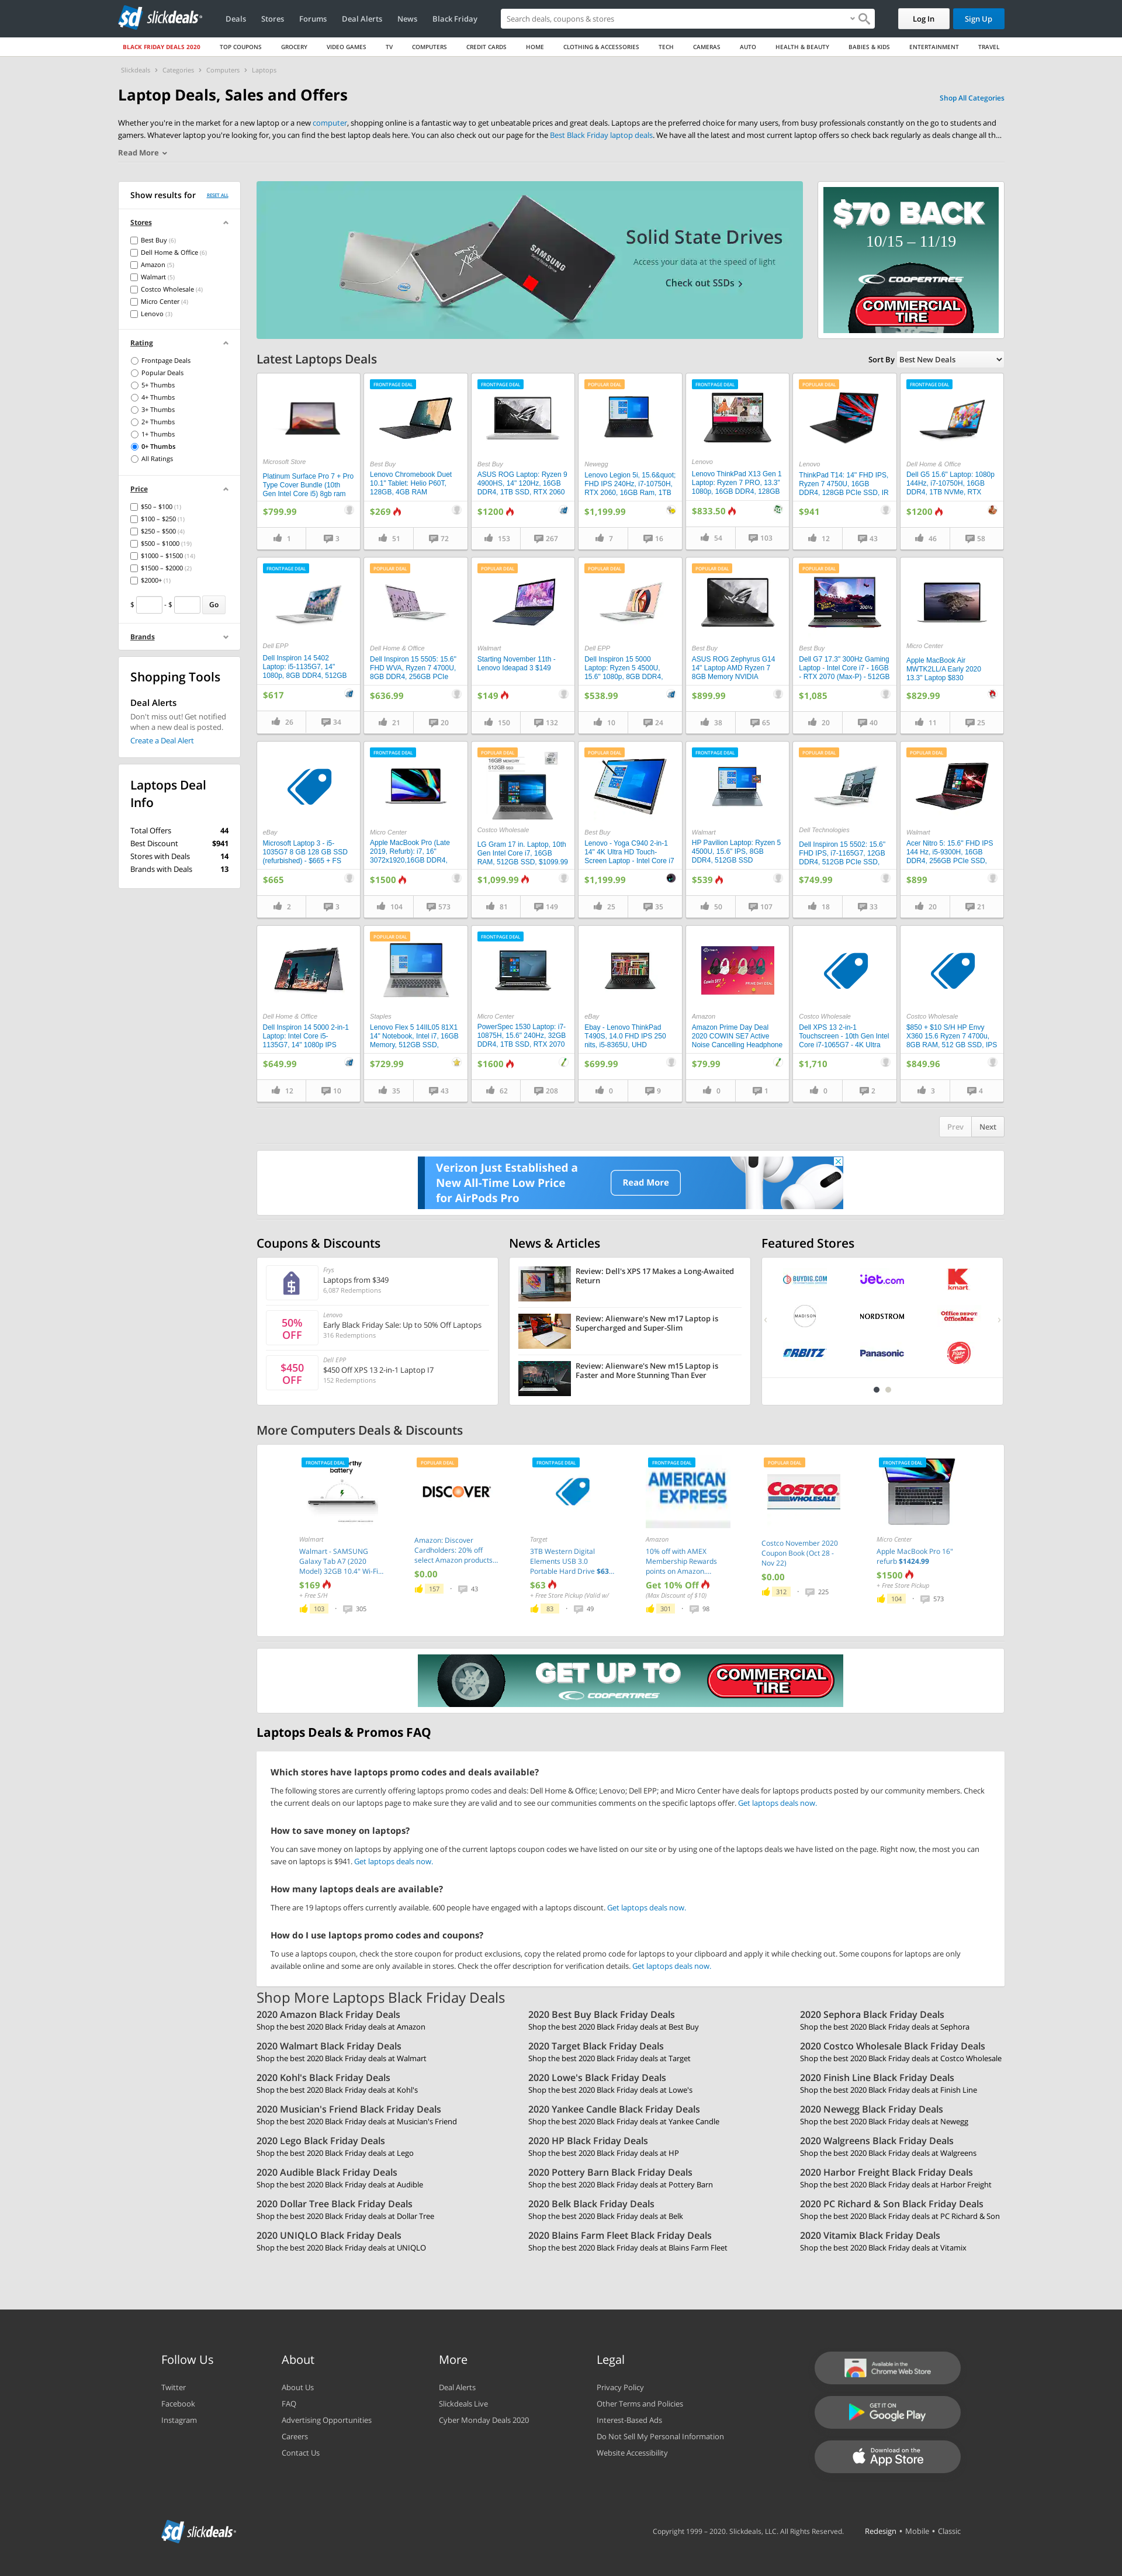 slickdeals
Deals
Stores
Forums
Deal Alerts
News
Black Friday
Search deals, coupons & stores
Log In
Sign Up
BLACK FRIDAY DEALS 2020
TOP COUPONS
GROCERY
VIDEO GAMES
TV
COMPUTERS
CREDIT CARDS
HOME
CLOTHING & ACCESSORIES
TECH
CAMERAS
AUTO
HEALTH & BEAUTY
BABIES & KIDS
ENTERTAINMENT
TRAVEL
Slickdeals > Categories > Computers > Laptops
Laptop Deals, Sales and Offers
Shop All Categories
Whether you're in the market for a new laptop or a new computer, shopping online is a fantastic way to get unbeatable prices and great deals. Laptops are the preferred choice for many users, from busy professionals constantly on the go to students and
gamers. Whatever laptop you're looking for, you can find the best laptop deals here. You can also check out our page for the Best Black Friday laptop deals. We have all the latest and most current laptop offers so check back regularly as deals change all th...
Read More
Show results for
RESET ALL
Stores
Best Buy (6)
Dell Home & Office (6)
Amazon (5)
Walmart (5)
Costco Wholesale (4)
Micro Center (4)
Lenovo (3)
Rating
Frontpage Deals
Popular Deals
5+ Thumbs
4+ Thumbs
3+ Thumbs
2+ Thumbs
1+ Thumbs
0+ Thumbs
All Ratings
Price
$50 – $100 (1)
$100 – $250 (1)
$250 – $500 (4)
$500 – $1000 (19)
$1000 – $1500 (14)
$1500 – $2000 (2)
$2000+ (1)
$ - $ Go
Brands
Shopping Tools
Deal Alerts
Don't miss out! Get notified
when a new deal is posted.
Create a Deal Alert
Laptops Deal
Info
Total Offers 44
Best Discount $941
Stores with Deals 14
Brands with Deals 13
SAMSUNG
Solid State Drives
Access your data at the speed of light
Check out SSDs
$70 BACK
10/15 – 11/19
COOPERTIRES
COMMERCIAL
TIRE
Latest Laptops Deals
Sort By Best New Deals
Microsoft Store
Platinum Surface Pro 7 + Pro
Type Cover Bundle (10th
Gen Intel Core i5) 8gb ram
$799.99
1 3
FRONTPAGE DEAL
Best Buy
Lenovo Chromebook Duet
10.1" Tablet: Helio P60T,
128GB, 4GB RAM
$269
51 72
FRONTPAGE DEAL
Best Buy
ASUS ROG Laptop: Ryzen 9
4900HS, 14" 120Hz, 16GB
DDR4, 1TB SSD, RTX 2060
$1200
153 267
POPULAR DEAL
Newegg
Lenovo Legion 5i, 15.6&quot;
FHD IPS 240Hz, i7-10750H,
RTX 2060, 16GB Ram, 1TB
$1,199.99
7 16
FRONTPAGE DEAL
Lenovo
Lenovo ThinkPad X13 Gen 1
Laptop: Ryzen 7 PRO, 13.3"
1080p, 16GB DDR4, 128GB
$833.50
54 103
POPULAR DEAL
Lenovo
ThinkPad T14: 14" FHD IPS,
Ryzen 7 4750U, 16GB
DDR4, 128GB PCIe SSD, IR
$941
12 43
FRONTPAGE DEAL
Dell Home & Office
Dell G5 15.6" Laptop: 1080p
144Hz, i7-10750H, 16GB
DDR4, 1TB NVMe, RTX
$1200
46 58
FRONTPAGE DEAL
Dell EPP
Dell Inspiron 14 5402
Laptop: i5-1135G7, 14"
1080p, 8GB DDR4, 512GB
$617
26 34
POPULAR DEAL
Dell Home & Office
Dell Inspiron 15 5505: 15.6"
FHD WVA, Ryzen 7 4700U,
8GB DDR4, 256GB PCIe
$636.99
21 20
POPULAR DEAL
Walmart
Starting November 11th -
Lenovo Ideapad 3 $149
$149
150 132
POPULAR DEAL
Dell EPP
Dell Inspiron 15 5000
Laptop: Ryzen 5 4500U,
15.6" 1080p, 8GB DDR4,
$538.99
10 24
POPULAR DEAL
Best Buy
ASUS ROG Zephyrus G14
14" Laptop AMD Ryzen 7
8GB Memory NVIDIA
$899.99
38 65
POPULAR DEAL
Best Buy
Dell G7 17.3" 300Hz Gaming
Laptop - Intel Core i7 - 16GB
- RTX 2070 (Max-P) - 512GB
$1,085
20 40
Micro Center
Apple MacBook Air
MWTK2LL/A Early 2020
13.3" Laptop $830
$829.99
11 25
eBay
Microsoft Laptop 3 - i5-
1035G7 8 GB 128 GB SSD
(refurbished) - $665 + FS
$665
2 3
FRONTPAGE DEAL
Micro Center
Apple MacBook Pro (Late
2019, Refurb): i7, 16"
3072x1920,16GB DDR4,
$1500
104 573
POPULAR DEAL
16GB MEMORY
512GB SSD
Costco Wholesale
LG Gram 17 in. Laptop, 10th
Gen Intel Core i7, 16GB
RAM, 512GB SSD, $1099.99
$1,099.99
81 149
POPULAR DEAL
Best Buy
Lenovo - Yoga C940 2-in-1
14" 4K Ultra HD Touch-
Screen Laptop - Intel Core i7
$1,199.99
25 35
FRONTPAGE DEAL
Walmart
HP Pavilion Laptop: Ryzen 5
4500U, 15.6" IPS, 8GB
DDR4, 512GB SSD
$539
50 107
POPULAR DEAL
Dell Technologies
Dell Inspiron 15 5502: 15.6"
FHD IPS, i7-1165G7, 12GB
DDR4, 512GB PCIe SSD,
$749.99
18 33
POPULAR DEAL
Walmart
Acer Nitro 5: 15.6" FHD IPS
144 Hz, i5-9300H, 16GB
DDR4, 256GB PCIe SSD,
$899
20 21
Dell Home & Office
Dell Inspiron 14 5000 2-in-1
Laptop: Intel Core i5-
1135G7, 14" 1080p IPS
$649.99
12 10
POPULAR DEAL
Staples
Lenovo Flex 5 14IIL05 81X1
14" Notebook, Intel i7, 16GB
Memory, 512GB SSD,
$729.99
35 43
FRONTPAGE DEAL
Micro Center
PowerSpec 1530 Laptop: i7-
10875H, 15.6" 240Hz, 32GB
DDR4, 1TB SSD, RTX 2070
$1600
62 208
eBay
Ebay - Lenovo ThinkPad
T490S, 14.0 FHD IPS 250
nits, i5-8365U, UHD
$699.99
0 9
Amazon
Amazon Prime Day Deal
2020 COWIN SE7 Active
Noise Cancelling Headphone
$79.99
0 1
Costco Wholesale
Dell XPS 13 2-in-1
Touchscreen - 10th Gen Intel
Core i7-1065G7 - 4K Ultra
$1,710
0 2
Costco Wholesale
$850 + $10 S/H HP Envy
X360 15.6 Ryzen 7 4700u,
8GB RAM, 512 GB SSD, IPS
$849.96
3 4
Prev
Next
Verizon Just Established a
New All-Time Low Price
for AirPods Pro
Read More
Coupons & Discounts
Frys
Laptops from $349
6,087 Redemptions
50%
OFF
Lenovo
Early Black Friday Sale: Up to 50% Off Laptops
316 Redemptions
$450
OFF
Dell EPP
$450 Off XPS 13 2-in-1 Laptop I7
152 Redemptions
News & Articles
Review: Dell's XPS 17 Makes a Long-Awaited
Return
Review: Alienware's New m17 Laptop is
Supercharged and Super-Slim
Review: Alienware's New m15 Laptop is
Faster and More Stunning Than Ever
Featured Stores
BUYDIG.COM
jet.com
kmart
MADISON
NORDSTROM
Office DEPOT
OfficeMax
ORBITZ
Panasonic
More Computers Deals & Discounts
FRONTPAGE DEAL
battery
Walmart
Walmart - SAMSUNG
Galaxy Tab A7 (2020
Model) 32GB 10.4" Wi-Fi...
$169
+ Free S/H
103 · 305
POPULAR DEAL
DISCOVER
Amazon: Discover
Cardholders: 20% off
select Amazon products...
$0.00
157 · 43
FRONTPAGE DEAL
Target
3TB Western Digital
Elements USB 3.0
Portable Hard Drive $63...
$63
+ Free Store Pickup (Valid w/
83 · 49
FRONTPAGE DEAL
AMERICAN
EXPRESS
Amazon
10% off with AMEX
Membership Rewards
points on Amazon....
Get 10% Off
(Max Discount of $10)
301 · 98
POPULAR DEAL
COSTCO
WHOLESALE
Costco November 2020
Coupon Book (Oct 28 -
Nov 22)
$0.00
312 · 225
FRONTPAGE DEAL
Micro Center
Apple MacBook Pro 16"
refurb $1424.99
$1500
+ Free Store Pickup
104 · 573
GET UP TO
COOPERTIRES
COMMERCIAL
TIRE
Laptops Deals & Promos FAQ
Which stores have laptops promo codes and deals available?
The following stores are currently offering laptops promo codes and deals: Dell Home & Office; Lenovo; Dell EPP; and Micro Center have deals for laptops products posted by our community members. Check
the current deals on our laptops page to make sure they are valid and to see our communities comments on the specific laptops offer. Get laptops deals now.
How to save money on laptops?
You can save money on laptops by applying one of the current laptops coupon codes we have listed on our site or by using one of the laptops deals we have listed on the page. Right now, the most you can
save on laptops is $941. Get laptops deals now.
How many laptops deals are available?
There are 19 laptops offers currently available. 600 people have engaged with a laptops discount. Get laptops deals now.
How do I use laptops promo codes and coupons?
To use a laptops coupon, check the store coupon for product exclusions, copy the related promo code for laptops to your clipboard and apply it while checking out. Some coupons for laptops are only
available online and some are only available in stores. Check the offer description for verification details. Get laptops deals now.
Shop More Laptops Black Friday Deals
2020 Amazon Black Friday Deals
Shop the best 2020 Black Friday deals at Amazon
2020 Best Buy Black Friday Deals
Shop the best 2020 Black Friday deals at Best Buy
2020 Sephora Black Friday Deals
Shop the best 2020 Black Friday deals at Sephora
2020 Walmart Black Friday Deals
Shop the best 2020 Black Friday deals at Walmart
2020 Target Black Friday Deals
Shop the best 2020 Black Friday deals at Target
2020 Costco Wholesale Black Friday Deals
Shop the best 2020 Black Friday deals at Costco Wholesale
2020 Kohl's Black Friday Deals
Shop the best 2020 Black Friday deals at Kohl's
2020 Lowe's Black Friday Deals
Shop the best 2020 Black Friday deals at Lowe's
2020 Finish Line Black Friday Deals
Shop the best 2020 Black Friday deals at Finish Line
2020 Musician's Friend Black Friday Deals
Shop the best 2020 Black Friday deals at Musician's Friend
2020 Yankee Candle Black Friday Deals
Shop the best 2020 Black Friday deals at Yankee Candle
2020 Newegg Black Friday Deals
Shop the best 2020 Black Friday deals at Newegg
2020 Lego Black Friday Deals
Shop the best 2020 Black Friday deals at Lego
2020 HP Black Friday Deals
Shop the best 2020 Black Friday deals at HP
2020 Walgreens Black Friday Deals
Shop the best 2020 Black Friday deals at Walgreens
2020 Audible Black Friday Deals
Shop the best 2020 Black Friday deals at Audible
2020 Pottery Barn Black Friday Deals
Shop the best 2020 Black Friday deals at Pottery Barn
2020 Harbor Freight Black Friday Deals
Shop the best 2020 Black Friday deals at Harbor Freight
2020 Dollar Tree Black Friday Deals
Shop the best 2020 Black Friday deals at Dollar Tree
2020 Belk Black Friday Deals
Shop the best 2020 Black Friday deals at Belk
2020 PC Richard & Son Black Friday Deals
Shop the best 2020 Black Friday deals at PC Richard & Son
2020 UNIQLO Black Friday Deals
Shop the best 2020 Black Friday deals at UNIQLO
2020 Blains Farm Fleet Black Friday Deals
Shop the best 2020 Black Friday deals at Blains Farm Fleet
2020 Vitamix Black Friday Deals
Shop the best 2020 Black Friday deals at Vitamix
Follow Us
Twitter
Facebook
Instagram
About
About Us
FAQ
Advertising Opportunities
Careers
Contact Us
More
Deal Alerts
Slickdeals Live
Cyber Monday Deals 2020
Legal
Privacy Policy
Other Terms and Policies
Interest-Based Ads
Do Not Sell My Personal Information
Website Accessibility
Available in the
Chrome Web Store
GET IT ON
Google Play
Download on the
App Store
slickdeals
Copyright 1999 – 2020. Slickdeals, LLC. All Rights Reserved.
Redesign • Mobile • Classic